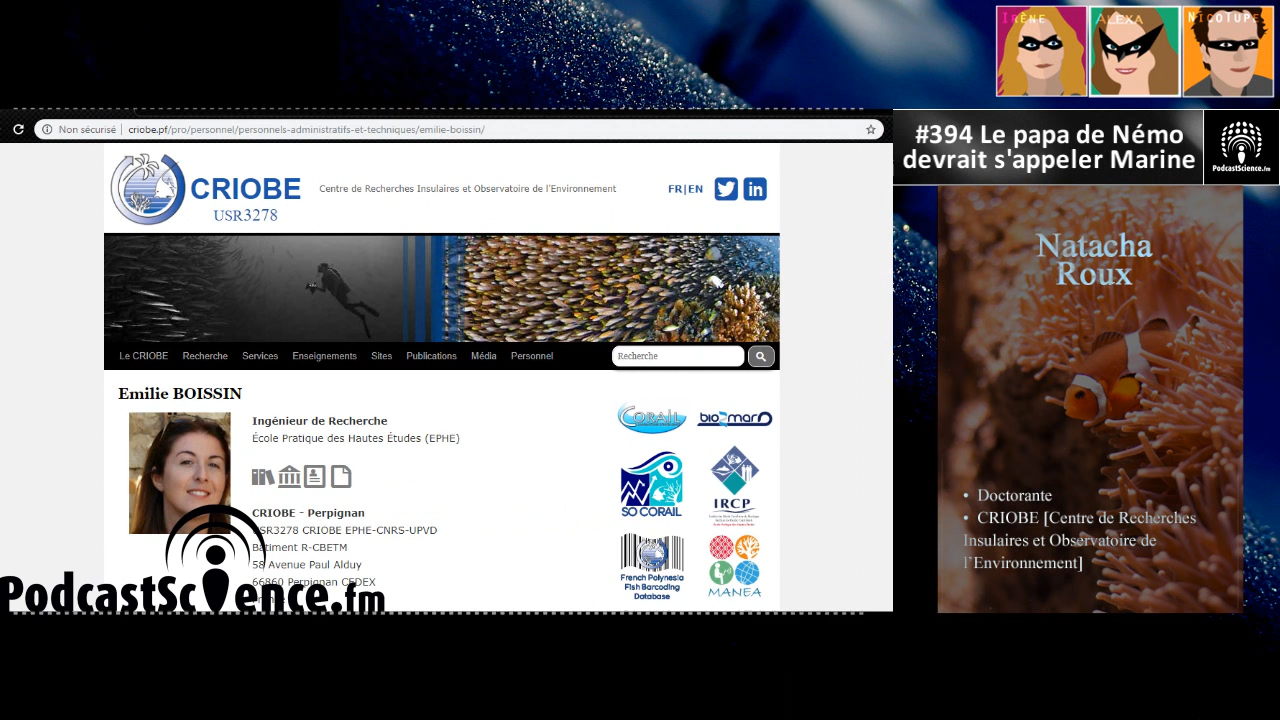 IRÈNE
ALEXA
NICOTUPE
Non sécurisé | criobe.pf/pro/personnel/personnels-administratifs-et-techniques/emilie-boissin/
#394 Le papa de Némo
devrait s'appeler Marine
PodcastScience.fm
CRIOBE
USR3278
Centre de Recherches Insulaires et Observatoire de l'Environnement
FR|EN
Le CRIOBE Recherche Services Enseignements Sites Publications Média Personnel
Recherche
Emilie BOISSIN
Ingénieur de Recherche
École Pratique des Hautes Études (EPHE)
CRIOBE - Perpignan
USR3278 CRIOBE EPHE-CNRS-UPVD
Batiment R-CBETM
58 Avenue Paul Alduy
66860 Perpignan CEDEX
CORAIL
bio2mar
SO CORAIL
IRCP
French Polynesia
Fish Barcoding
Database
MANEA
PodcastScience.fm
Natacha
Roux
• Doctorante
• CRIOBE [Centre de Recherches
Insulaires et Observatoire de
l'Environnement]